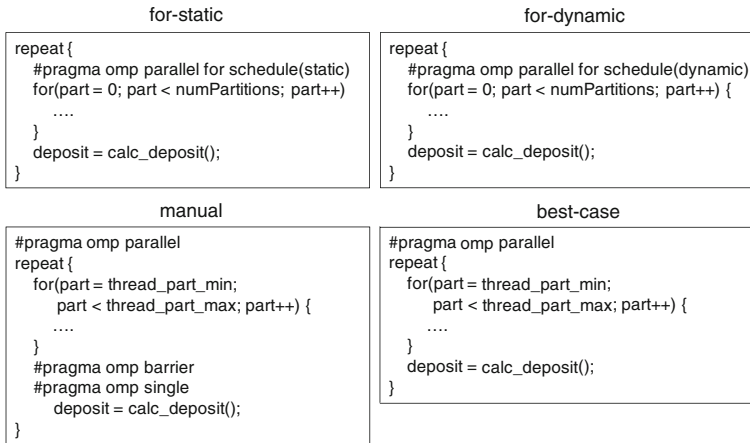 for-static
repeat {
#pragma omp parallel for schedule(static)
for(part = 0; part < numPartitions; part++)
....
}
deposit = calc_deposit();
}
for-dynamic
repeat {
#pragma omp parallel for schedule(dynamic)
for(part = 0; part < numPartitions; part++) {
....
}
deposit = calc_deposit();
}
manual
#pragma omp parallel
repeat {
for(part = thread_part_min;
part < thread_part_max; part++) {
....
}
#pragma omp barrier
#pragma omp single
deposit = calc_deposit();
}
best-case
#pragma omp parallel
repeat {
for(part = thread_part_min;
part < thread_part_max; part++) {
....
}
deposit = calc_deposit();
}